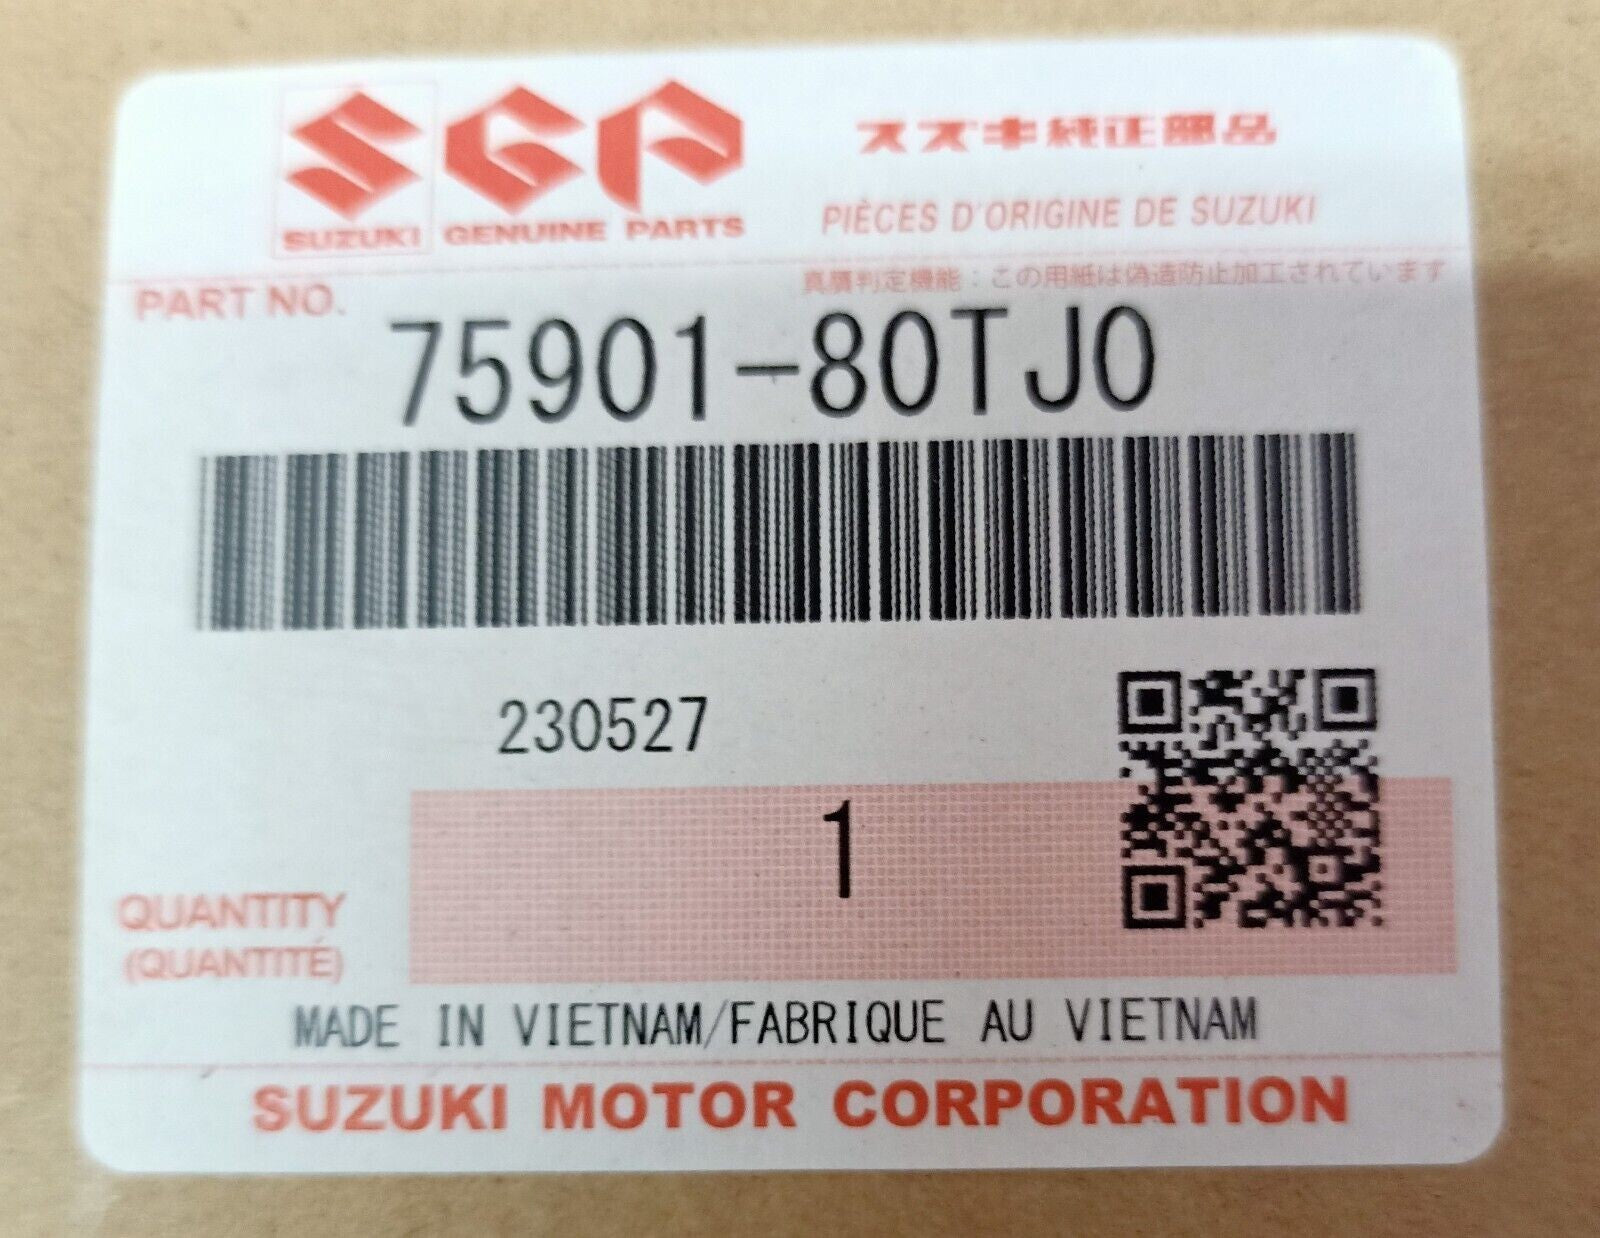 SGP
スズキ純正部品
SUZUKI GENUINE PARTS
PIÈCES D'ORIGINE DE SUZUKI
PART NO.
真贋判定機能：この用紙は偽造防止加工されています
75901-80TJ0
230527
1
QUANTITY
(QUANTITÉ)
MADE IN VIETNAM/FABRIQUE AU VIETNAM
SUZUKI MOTOR CORPORATION